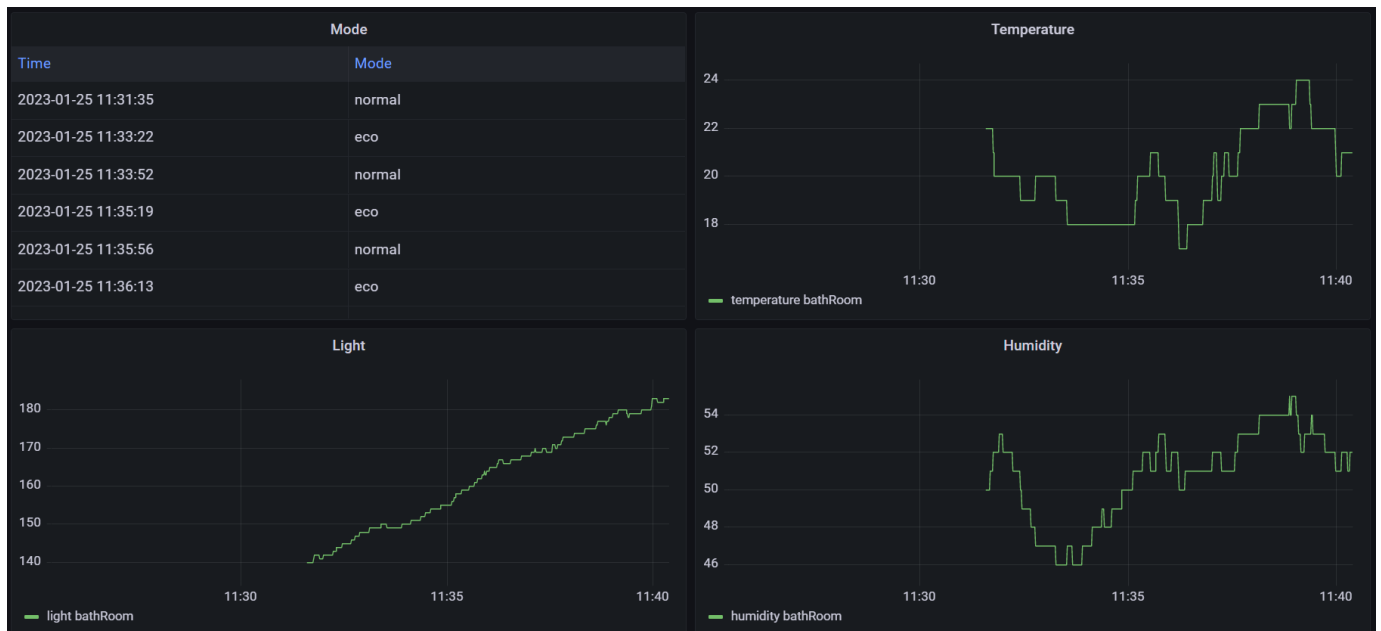 Mode
Time Mode
2023-01-25 11:31:35 normal
2023-01-25 11:33:22 eco
2023-01-25 11:33:52 normal
2023-01-25 11:35:19 eco
2023-01-25 11:35:56 normal
2023-01-25 11:36:13 eco
Temperature
24
22
20
18
11:30 11:35 11:40
temperature bathRoom
Light
180
170
160
150
140
11:30 11:35 11:40
light bathRoom
Humidity
54
52
50
48
46
11:30 11:35 11:40
humidity bathRoom